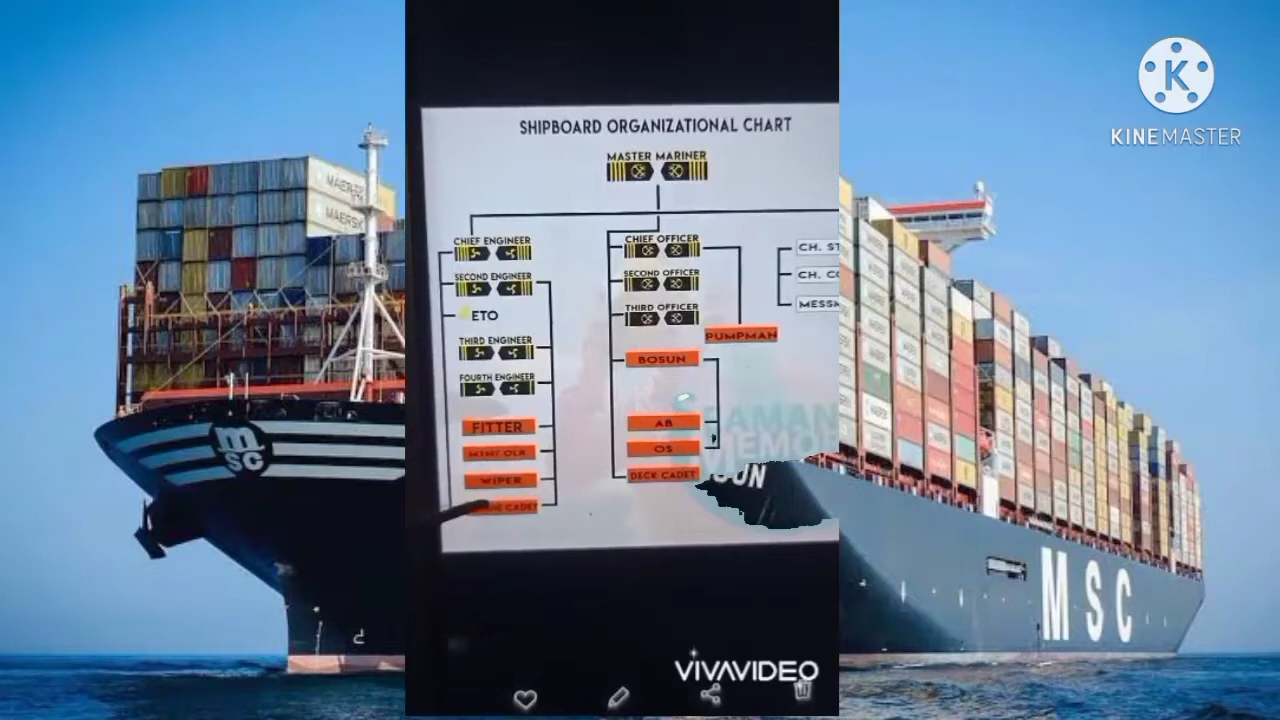 KINEMASTER
SHIPBOARD ORGANIZATIONAL CHART
MASTER MARINER
CHIEF ENGINEER
SECOND ENGINEER
ETO
THIRD ENGINEER
FOURTH ENGINEER
FITTER
WIPER
CADET
CHIEF OFFICER
SECOND OFFICER
THIRD OFFICER
PUMPMAN
BOSUN
AB
OS
DECK CADET
CH. ST
CH. CO
MESSM
MAERSK
MAERSK
msc
MSC
VIVAVIDEO